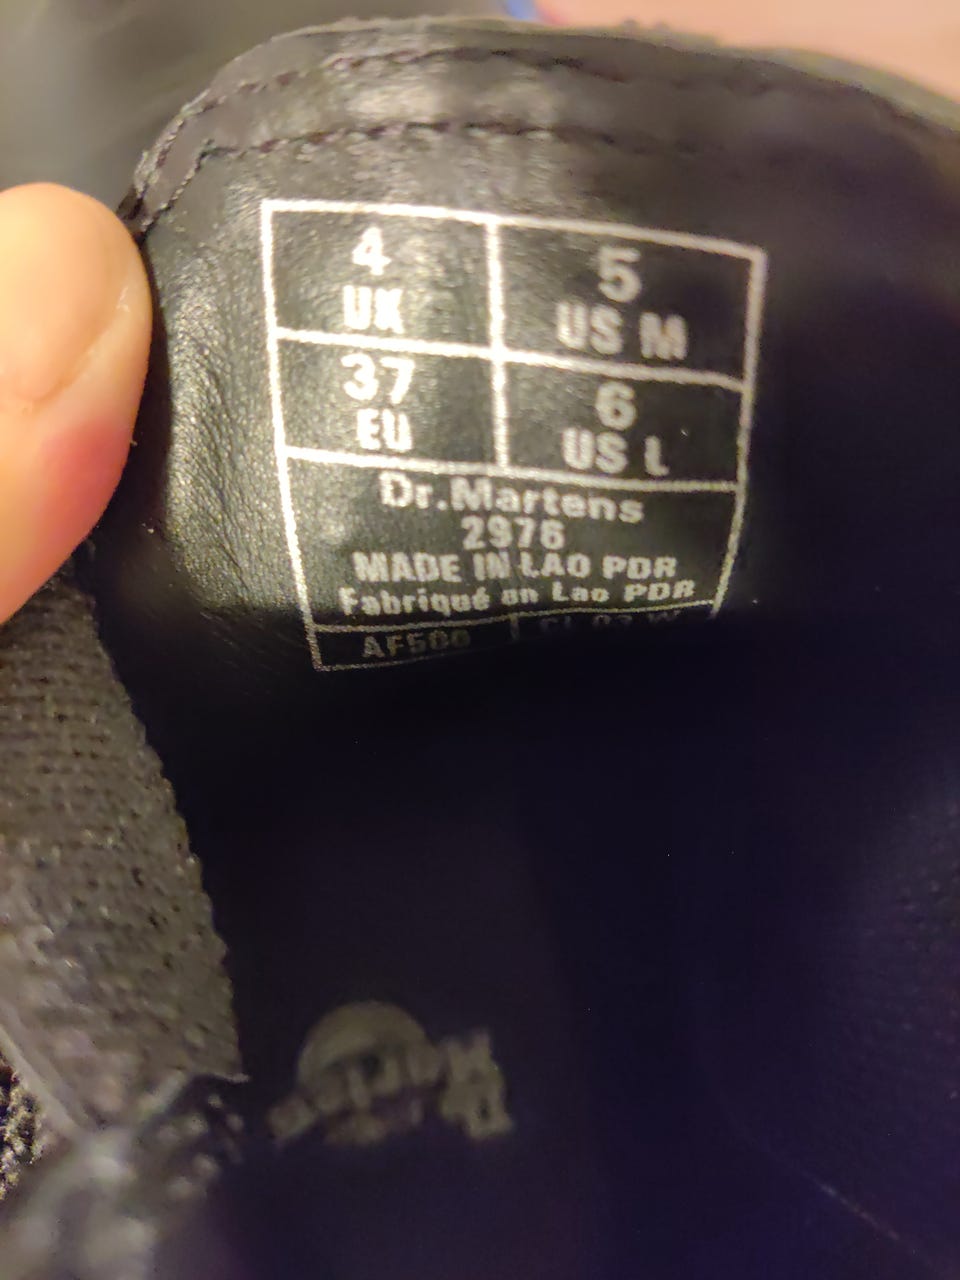 4
UK
5
US M
37
EU
6
US L
Dr.Martens
2976
MADE IN LAO PDR
Fabriqué en Lao PDR